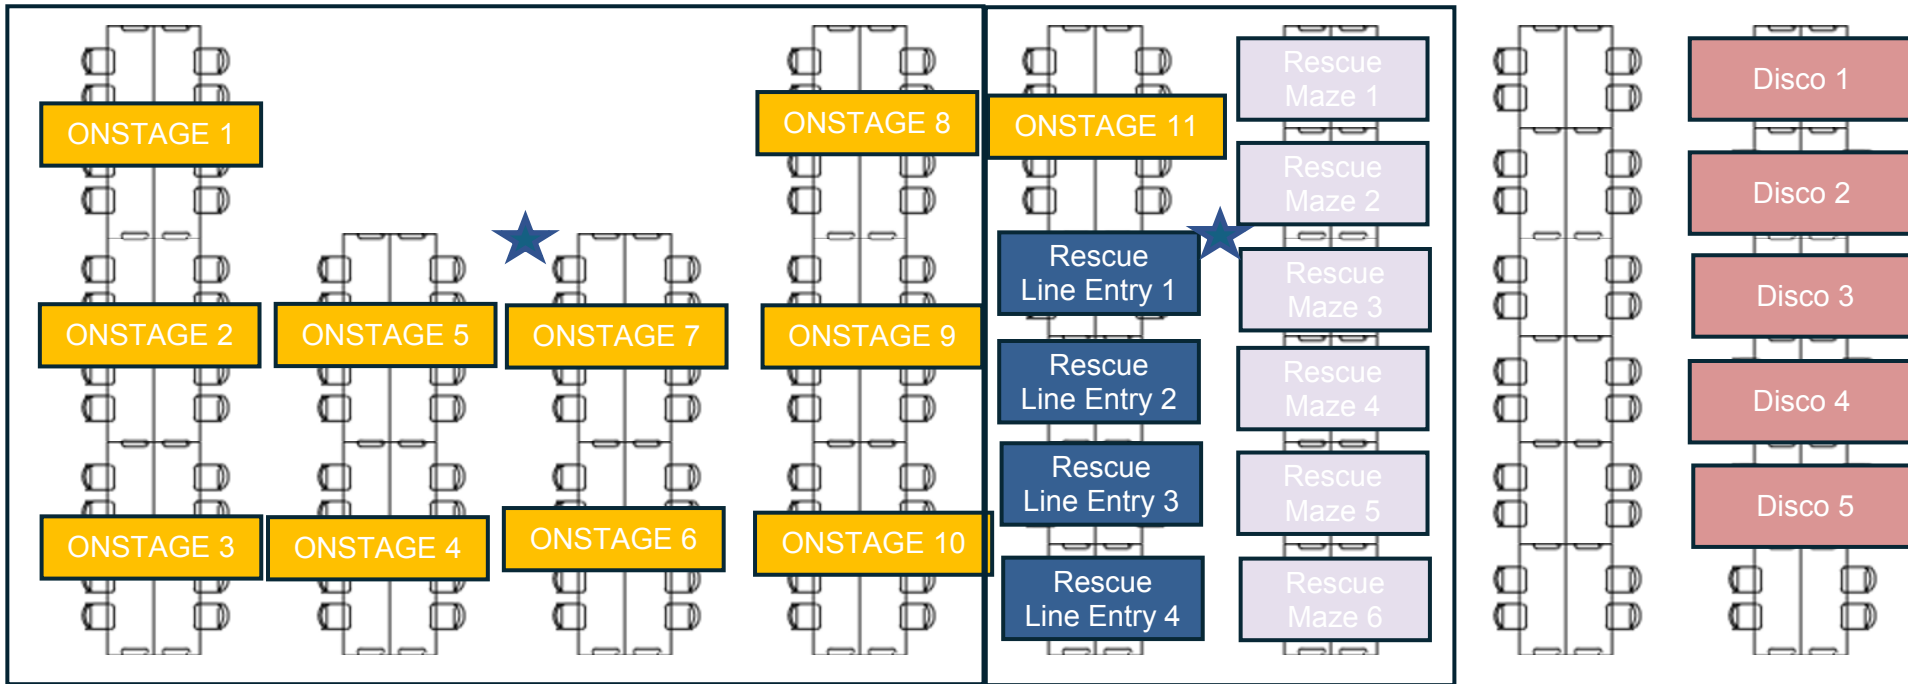 ONSTAGE 1
ONSTAGE 2
ONSTAGE 3
ONSTAGE 5
ONSTAGE 4
ONSTAGE 7
ONSTAGE 6
ONSTAGE 8
ONSTAGE 9
ONSTAGE 10
ONSTAGE 11
Rescue
Line Entry 1
Rescue
Line Entry 2
Rescue
Line Entry 3
Rescue
Line Entry 4
Rescue
Maze 1
Rescue
Maze 2
Rescue
Maze 3
Rescue
Maze 4
Rescue
Maze 5
Rescue
Maze 6
Disco 1
Disco 2
Disco 3
Disco 4
Disco 5